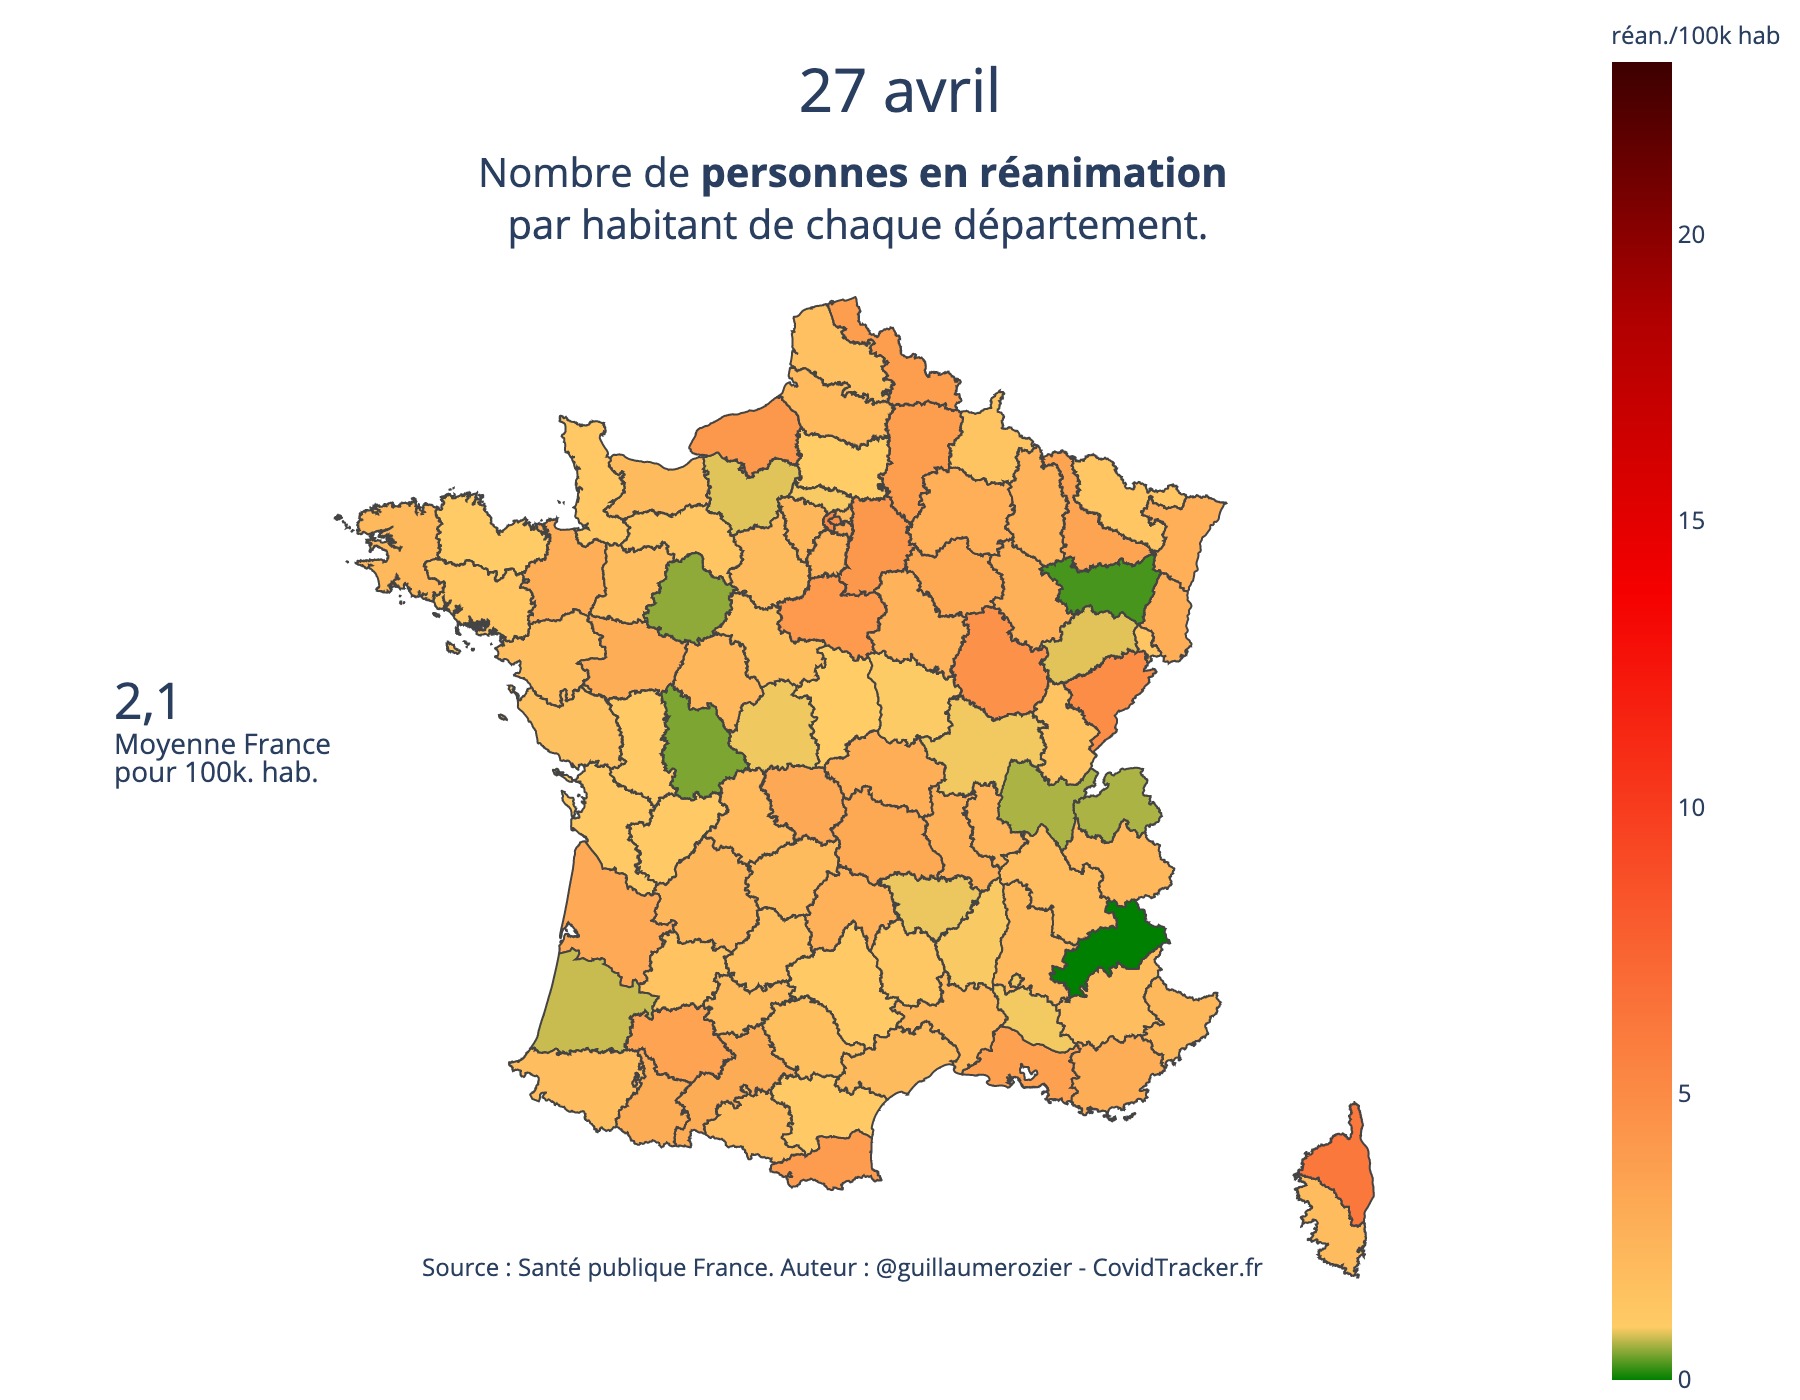 réan./100k hab
27 avril
Nombre de personnes en réanimation
par habitant de chaque département.
20
15
2,1
Moyenne France
pour 100k. hab.
10
5
Source : Santé publique France. Auteur : @guillaumerozier - CovidTracker.fr
0